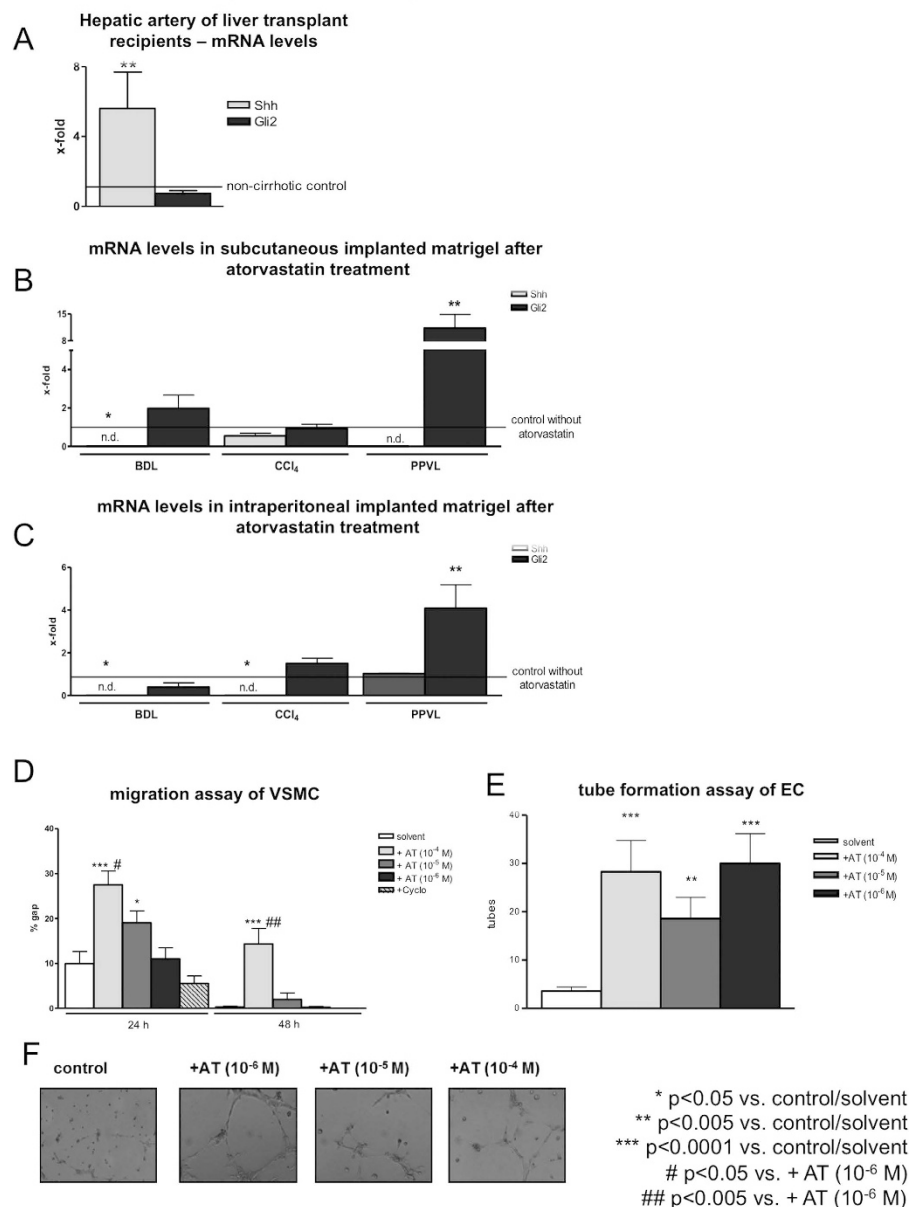 A
Hepatic artery of liver transplant
recipients – mRNA levels
8
4
0
x-fold
**
Shh
Gli2
non-cirrhotic control
mRNA levels in subcutaneous implanted matrigel after
atorvastatin treatment
B
Shh
Gli2
15
8
6
4
2
0
x-fold
*
n.d.
n.d.
**
control without
atorvastatin
BDL
CCl₄
PPVL
mRNA levels in intraperitoneal implanted matrigel after
atorvastatin treatment
C
Shh
Gli2
6
4
2
0
x-fold
*
n.d.
*
n.d.
**
control without
atorvastatin
BDL
CCl₄
PPVL
D
migration assay of VSMC
40
30
20
10
0
% gap
*** #
*
*** ##
solvent
+ AT (10⁻⁴ M)
+ AT (10⁻⁵ M)
+ AT (10⁻⁶ M)
+Cyclo
24 h
48 h
E
tube formation assay of EC
40
30
20
10
0
tubes
***
**
***
solvent
+AT (10⁻⁴ M)
+AT (10⁻⁵ M)
+AT (10⁻⁶ M)
F
control
+AT (10⁻⁶ M)
+AT (10⁻⁵ M)
+AT (10⁻⁴ M)
* p<0.05 vs. control/solvent
** p<0.005 vs. control/solvent
*** p<0.0001 vs. control/solvent
# p<0.05 vs. + AT (10⁻⁶ M)
## p<0.005 vs. + AT (10⁻⁶ M)